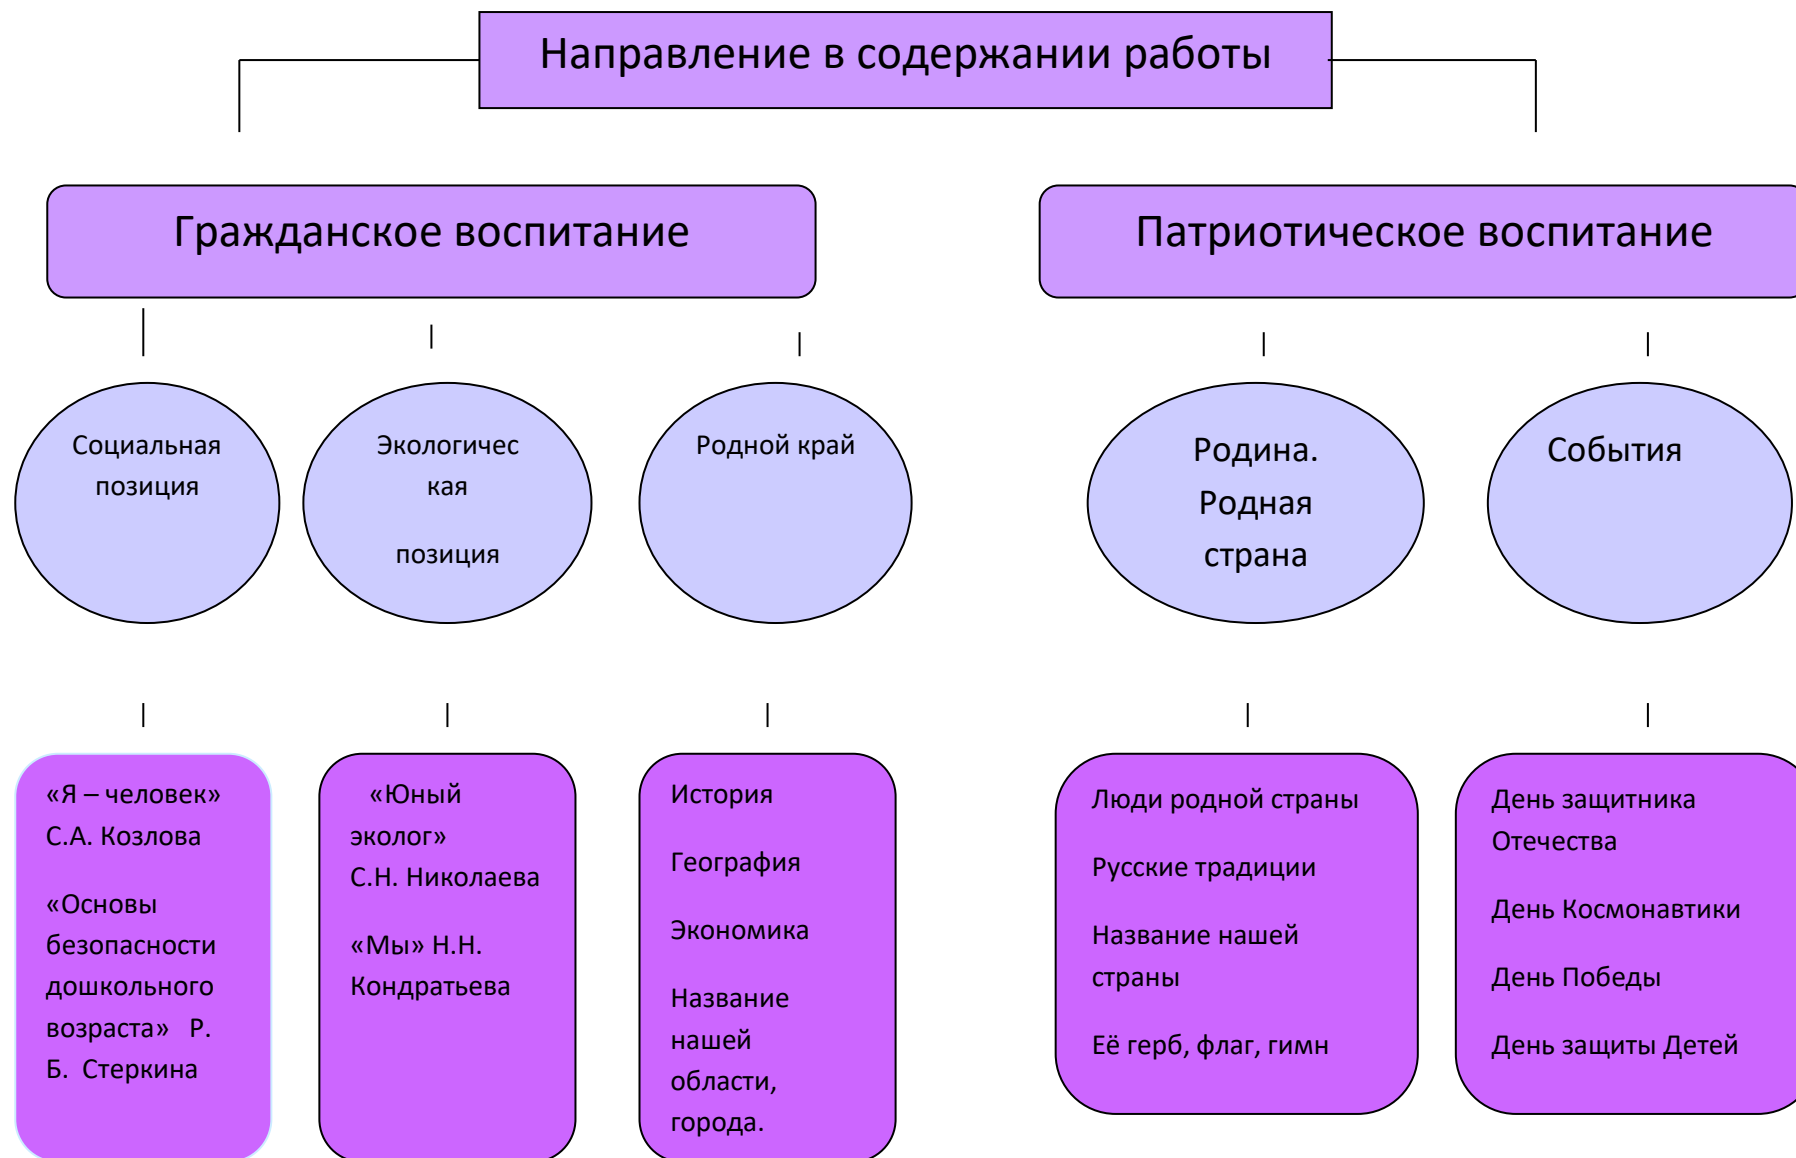 Направление в содержании работы
Гражданское воспитание
Патриотическое воспитание
Социальная
позиция
Экологичес
кая
позиция
Родной край
Родина.
Родная
страна
События
«Я – человек»
С.А. Козлова
«Основы
безопасности
дошкольного
возраста» Р.
Б. Стеркина
«Юный
эколог»
С.Н. Николаева
«Мы» Н.Н.
Кондратьева
История
География
Экономика
Название
нашей
области,
города.
Люди родной страны
Русские традиции
Название нашей
страны
Её герб, флаг, гимн
День защитника
Отечества
День Космонавтики
День Победы
День защиты Детей